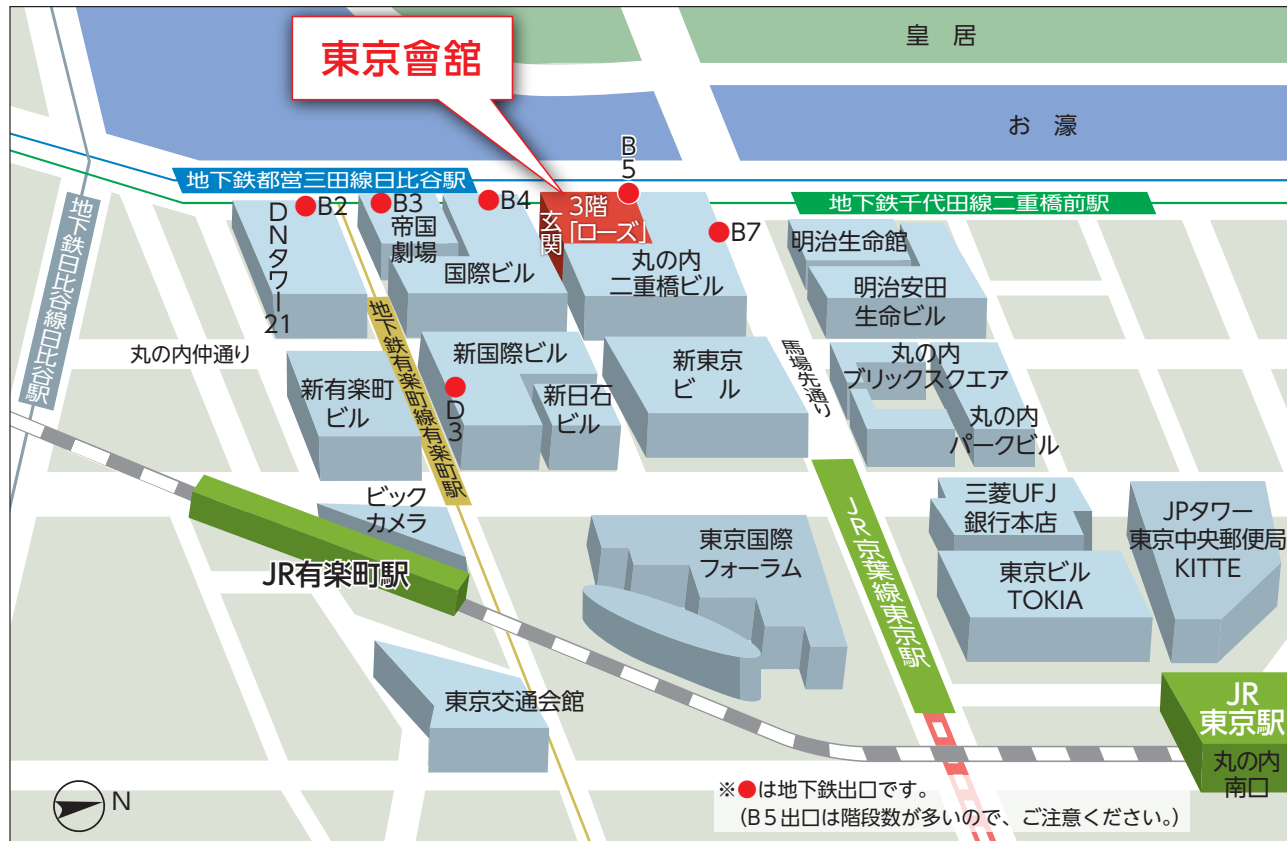 皇居
お濠
東京會舘
B
5
地下鉄都営三田線日比谷駅
地下鉄千代田線二重橋前駅
地下鉄日比谷線日比谷駅
B2
B3
B4
B7
DNタワー21
帝国
劇場
国際ビル
玄関
3階
「ローズ」
丸の内
二重橋ビル
明治生命館
明治安田
生命ビル
丸の内仲通り
新有楽町
ビル
地下鉄有楽町線有楽町駅
新国際ビル
D
3
新日石
ビル
新東京
ビル
馬場先通り
丸の内
ブリックスクエア
丸の内
パークビル
ビック
カメラ
JR有楽町駅
東京国際
フォーラム
JR京葉線東京駅
三菱UFJ
銀行本店
東京ビル
TOKIA
JPタワー
東京中央郵便局
KITTE
東京交通会館
JR
東京駅
丸の内
南口
N
※●は地下鉄出口です。
(B5出口は階段数が多いので、ご注意ください。)